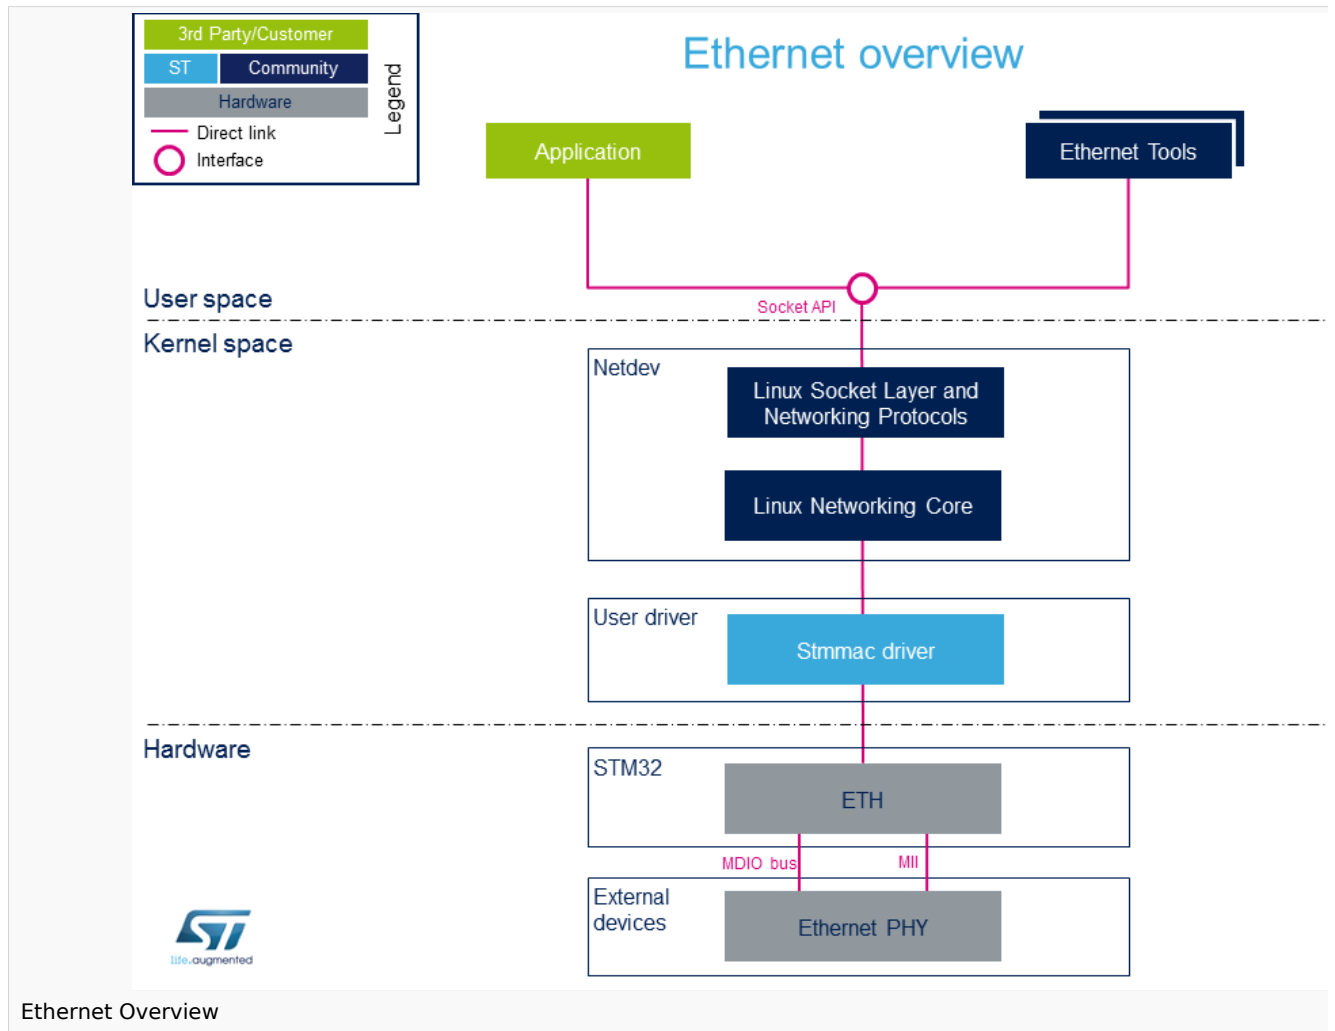 3rd Party/Customer
ST
Community
Hardware
Direct link
Interface
Legend
Ethernet overview
Application
Ethernet Tools
User space
Socket API
Kernel space
Netdev
Linux Socket Layer and
Networking Protocols
Linux Networking Core
User driver
Stmmac driver
Hardware
STM32
ETH
MDIO bus
MII
External
devices
Ethernet PHY
ST
life.augmented
Ethernet Overview